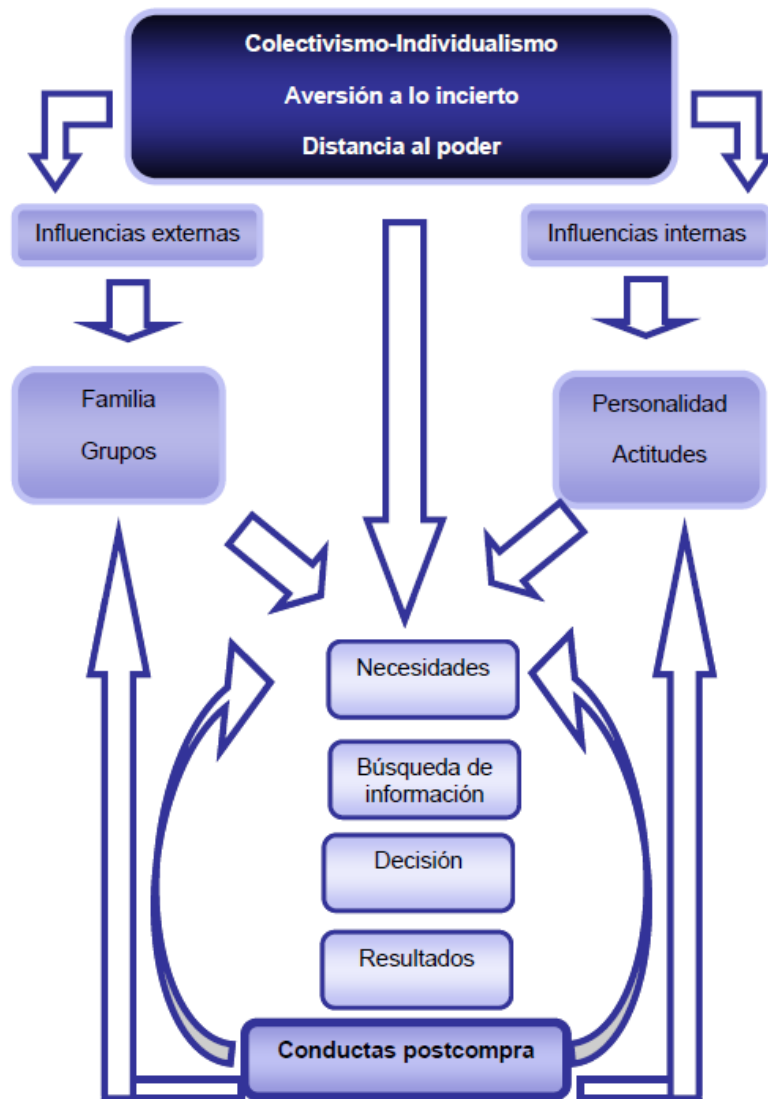 Colectivismo-Individualismo
Aversión a lo incierto
Distancia al poder
Influencias externas
Influencias internas
Familia
Grupos
Personalidad
Actitudes
Necesidades
Búsqueda de
información
Decisión
Resultados
Conductas postcompra